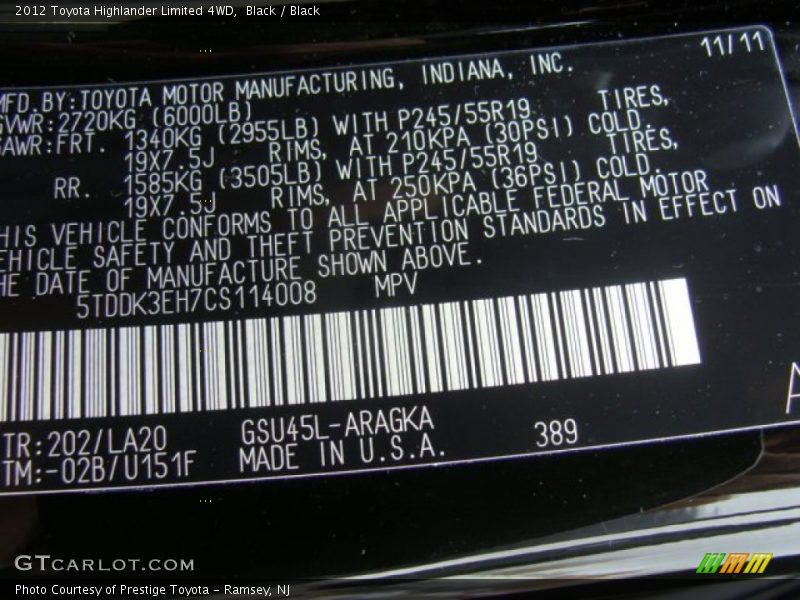 2012 Toyota Highlander Limited 4WD, Black / Black
11/11
MFD.BY:TOYOTA MOTOR MANUFACTURING, INDIANA, INC.
GVWR:2720KG (6000LB)
GAWR:FRT. 1340KG (2955LB) WITH P245/55R19 TIRES,
19X7.5J RIMS, AT 210KPA (30PSI) COLD.
RR. 1585KG (3505LB) WITH P245/55R19 TIRES,
19X7.5J RIMS, AT 250KPA (36PSI) COLD.
THIS VEHICLE CONFORMS TO ALL APPLICABLE FEDERAL MOTOR
VEHICLE SAFETY AND THEFT PREVENTION STANDARDS IN EFFECT ON
THE DATE OF MANUFACTURE SHOWN ABOVE.
5TDDK3EH7CS114008 MPV
TR:202/LA20 GSU45L-ARAGKA 389
TM:-02B/U151F MADE IN U.S.A.
A
GTCARLOT.COM
Photo Courtesy of Prestige Toyota - Ramsey, NJ